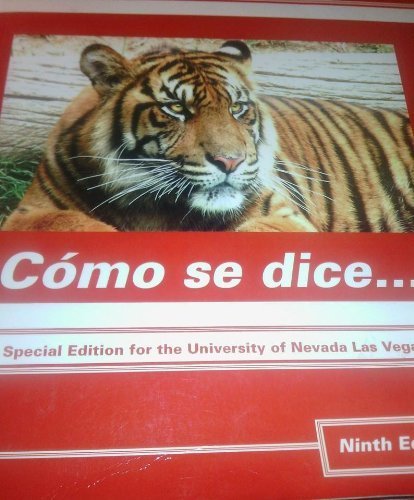 Cómo se dice...
Special Edition for the University of Nevada Las Vega
Ninth Ed